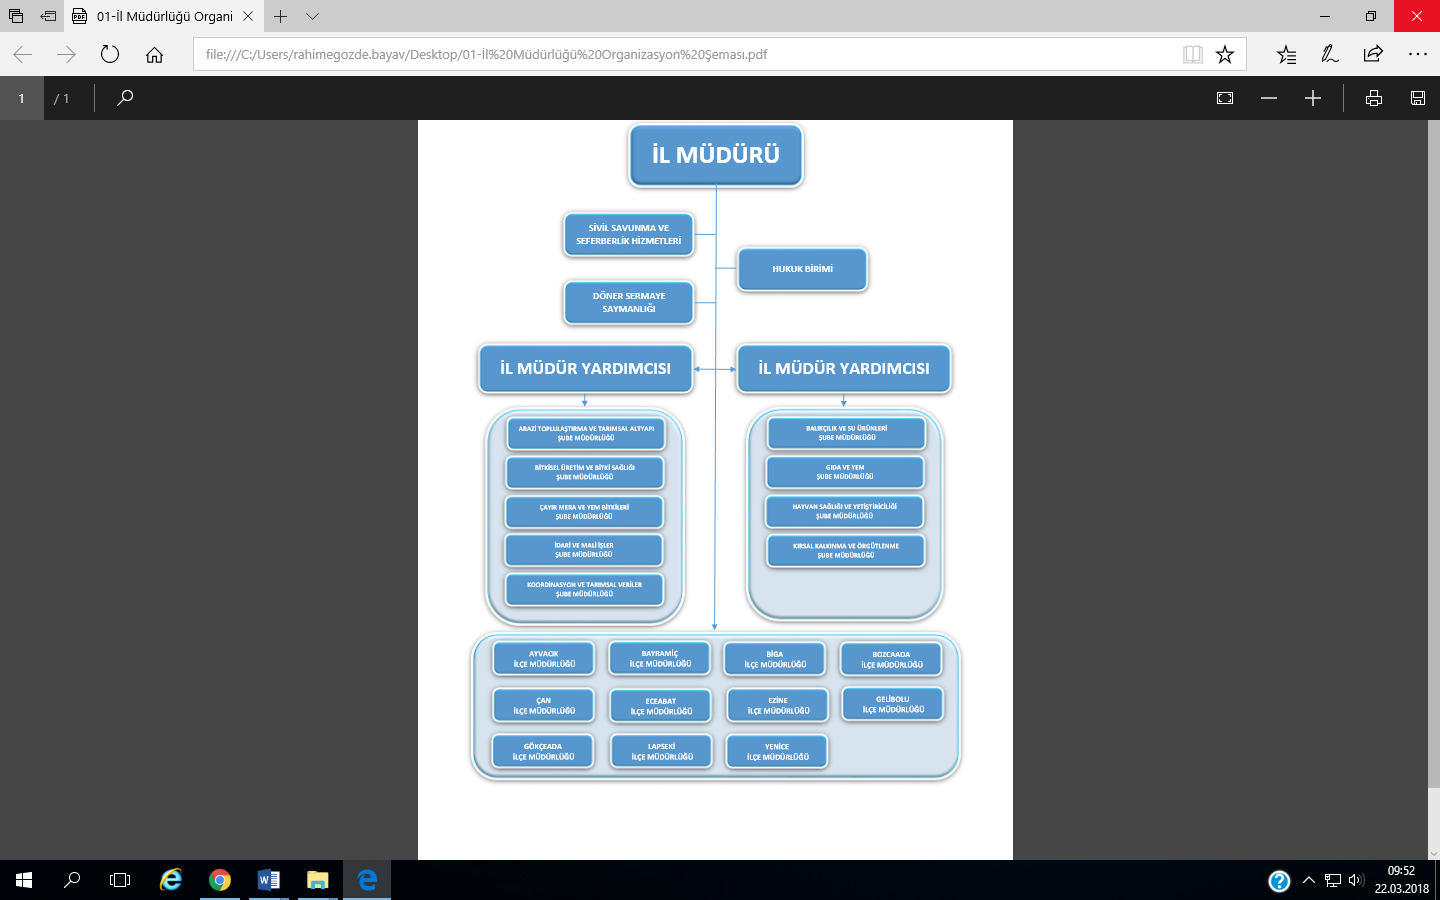 01-İl Müdürlüğü Organi
file:///C:/Users/rahimegozde.bayav/Desktop/01-İl%20Müdürlüğü%20Organizasyon%20Şeması.pdf
1 / 1
İL MÜDÜRÜ
SİVİL SAVUNMA VE
SEFERBERLİK HİZMETLERİ
HUKUK BİRİMİ
DÖNER SERMAYE
SAYMANLIĞI
İL MÜDÜR YARDIMCISI
İL MÜDÜR YARDIMCISI
ARAZİ TOPLULAŞTIRMA VE TARIMSAL ALTYAPI
ŞUBE MÜDÜRLÜĞÜ
BİTKİSEL ÜRETİM VE BİTKİ SAĞLIĞI
ŞUBE MÜDÜRLÜĞÜ
ÇAYIR MERA VE YEM BİTKİLERİ
ŞUBE MÜDÜRLÜĞÜ
İDARİ VE MALİ İŞLER
ŞUBE MÜDÜRLÜĞÜ
KOORDİNASYON VE TARIMSAL VERİLER
ŞUBE MÜDÜRLÜĞÜ
BALIKÇILIK VE SU ÜRÜNLERİ
ŞUBE MÜDÜRLÜĞÜ
GIDA VE YEM
ŞUBE MÜDÜRLÜĞÜ
HAYVAN SAĞLIĞI VE YETİŞTİRİCİLİĞİ
ŞUBE MÜDÜRLÜĞÜ
KIRSAL KALKINMA VE ÖRGÜTLENME
ŞUBE MÜDÜRLÜĞÜ
AYVACIK
İLÇE MÜDÜRLÜĞÜ
BAYRAMİÇ
İLÇE MÜDÜRLÜĞÜ
BİGA
İLÇE MÜDÜRLÜĞÜ
BOZCAADA
İLÇE MÜDÜRLÜĞÜ
ÇAN
İLÇE MÜDÜRLÜĞÜ
ECEABAT
İLÇE MÜDÜRLÜĞÜ
EZİNE
İLÇE MÜDÜRLÜĞÜ
GELİBOLU
İLÇE MÜDÜRLÜĞÜ
GÖKÇEADA
İLÇE MÜDÜRLÜĞÜ
LAPSEKİ
İLÇE MÜDÜRLÜĞÜ
YENİCE
İLÇE MÜDÜRLÜĞÜ
09:52
22.03.2018